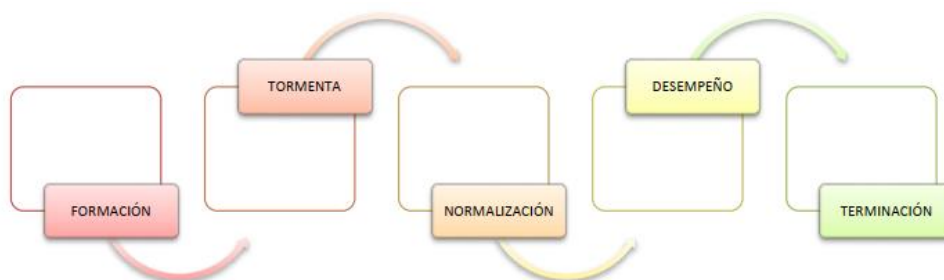 FORMACIÓN
TORMENTA
NORMALIZACIÓN
DESEMPEÑO
TERMINACIÓN